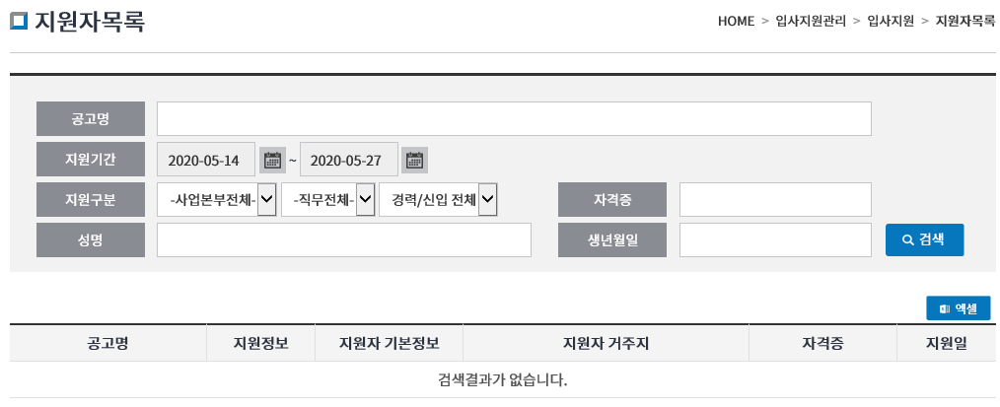 지원자목록
HOME > 입사지원관리 > 입사지원 > 지원자목록
공고명
지원기간 2020-05-14 ~ 2020-05-27
지원구분 -사업본부전체- -직무전체- 경력/신입 전체 자격증
성명 생년월일 검색
엑셀
공고명 지원정보 지원자 기본정보 지원자 거주지 자격증 지원일
검색결과가 없습니다.